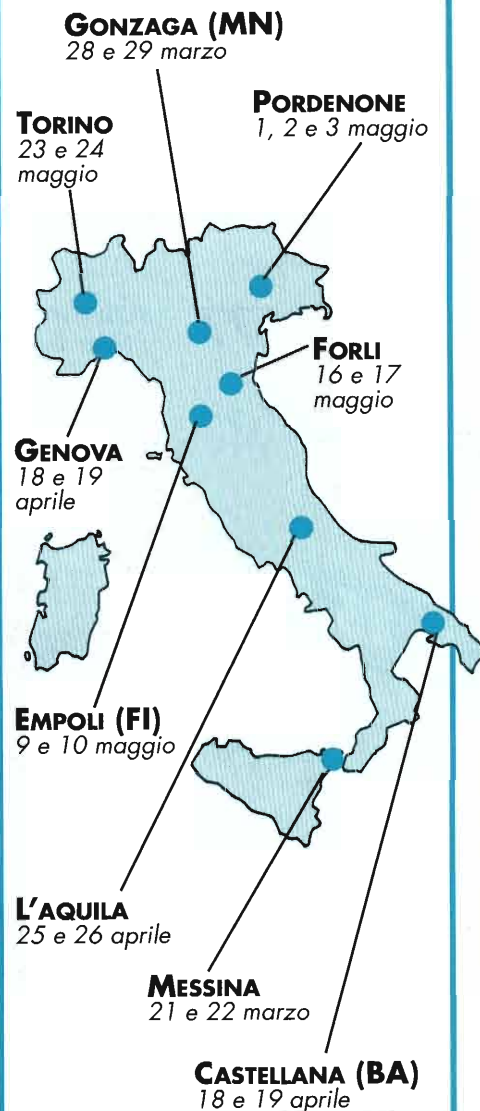 GONZAGA (MN)
28 e 29 marzo
PORDENONE
1, 2 e 3 maggio
TORINO
23 e 24
maggio
FORLI
16 e 17
maggio
GENOVA
18 e 19
aprile
EMPOLI (FI)
9 e 10 maggio
L'AQUILA
25 e 26 aprile
MESSINA
21 e 22 marzo
CASTELLANA (BA)
18 e 19 aprile